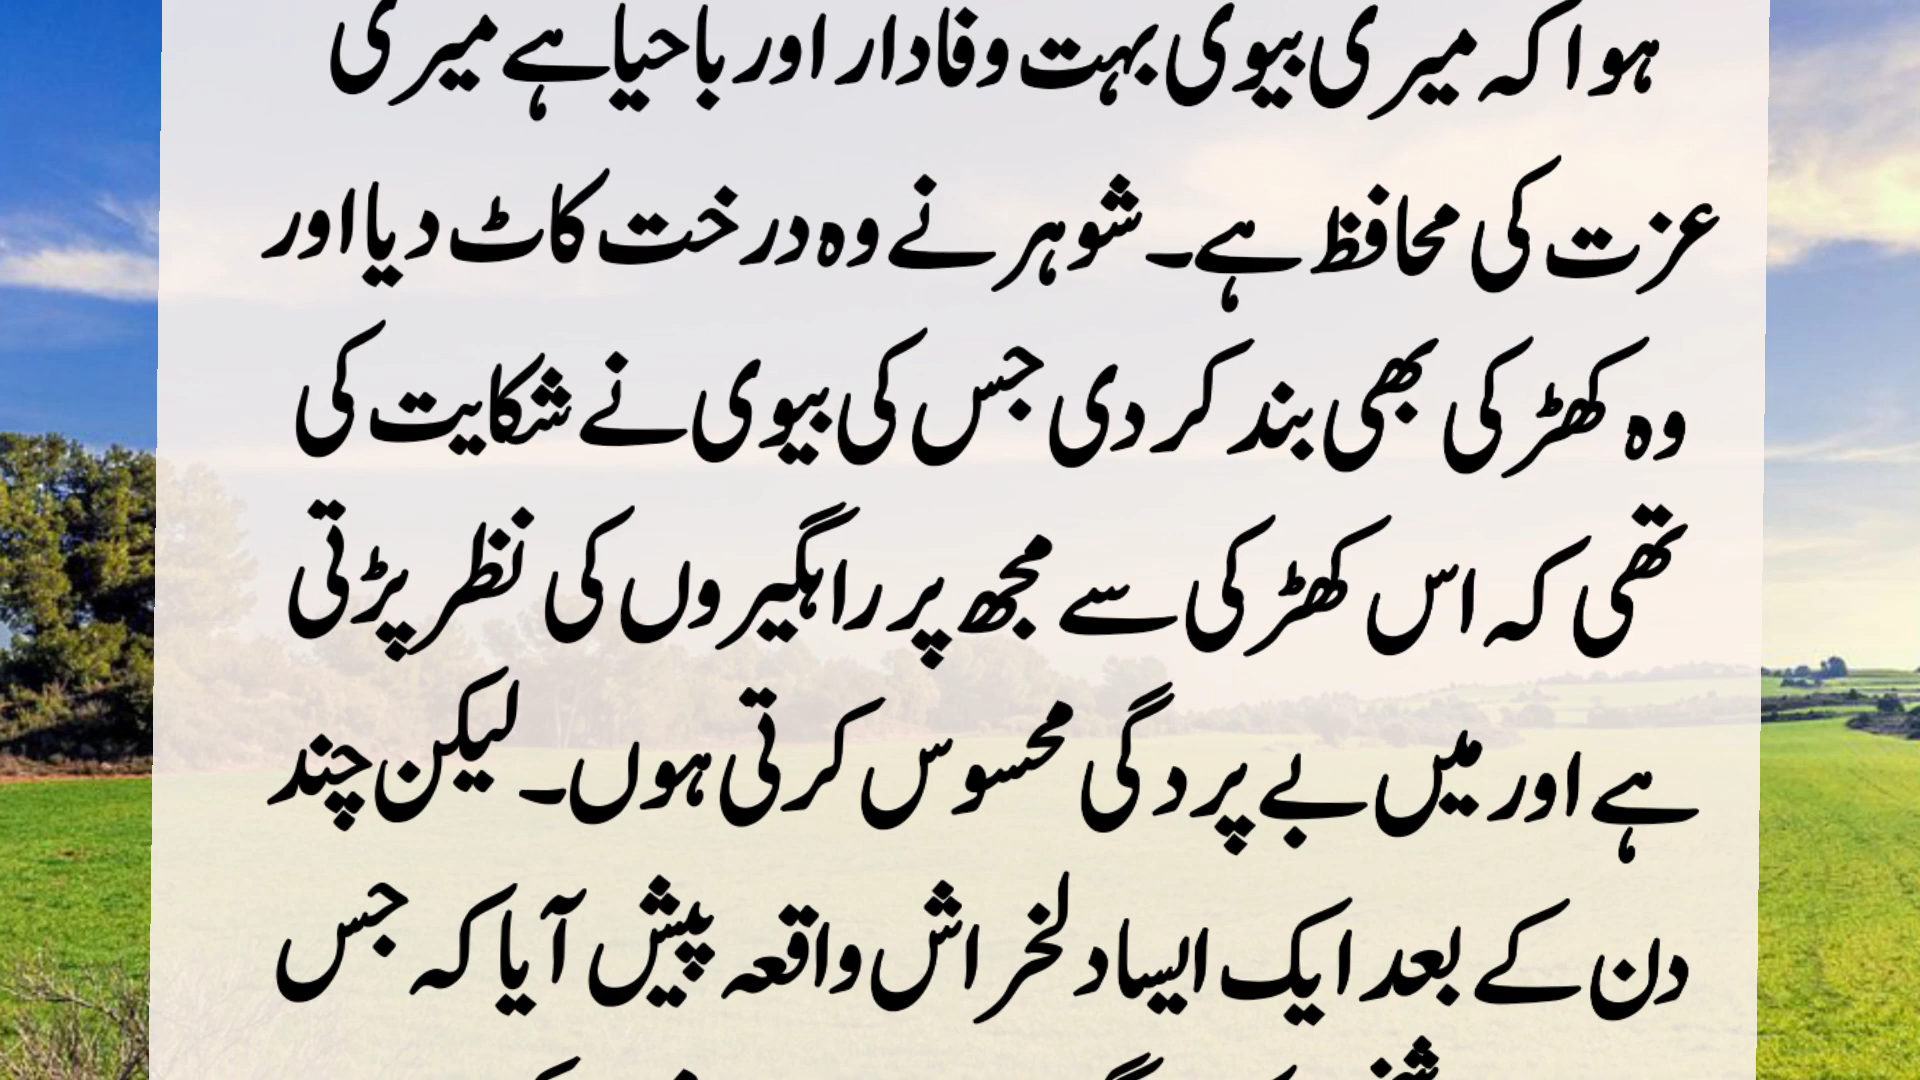 ہوا کہ میری بیوی بہت وفادار اور باحیا ہے میری
عزت کی محافظ ہے۔ شوہر نے وہ درخت کاٹ دیا اور
وہ کھڑکی بھی بند کر دی جس کی بیوی نے شکایت کی
تھی کہ اس کھڑکی سے مجھ پر راہگیروں کی نظر پڑتی
ہے اور میں بے پردگی محسوس کرتی ہوں۔ لیکن چند
دن کے بعد ایک ایسا دلخراش واقعہ پیش آیا کہ جس